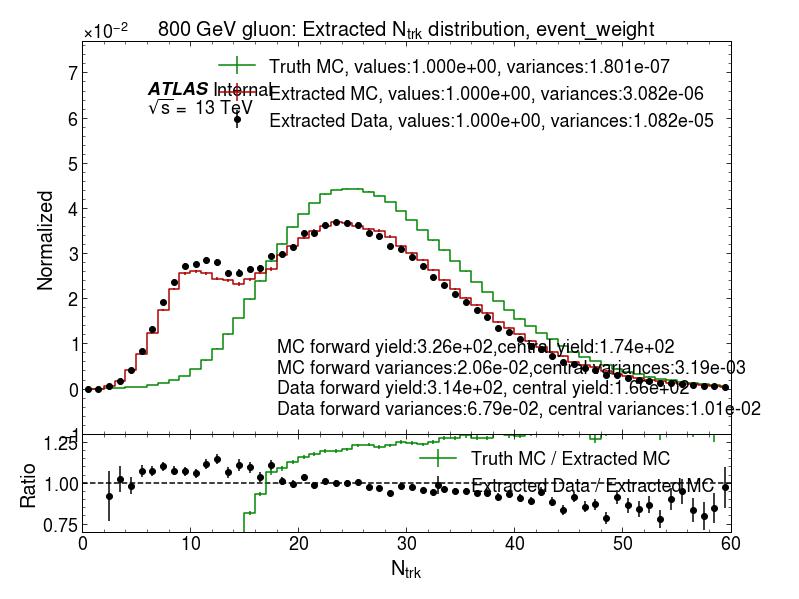 ×10⁻² 800 GeV gluon: Extracted Ntrk distribution, event_weight
Truth MC, values:1.000e+00, variances:1.801e-07
ATLAS Internal
Extracted MC, values:1.000e+00, variances:3.082e-06
√s = 13 TeV
Extracted Data, values:1.000e+00, variances:1.082e-05
7
6
5
4
3
2
1
0
1
Normalized
MC forward yield:3.26e+02,central yield:1.74e+02
MC forward variances:2.06e-02,central variances:3.19e-03
Data forward yield:3.14e+02, central yield:1.66e+02
Data forward variances:6.79e-02, central variances:1.01e-02
1.25
1.00
0.75
Ratio
Truth MC / Extracted MC
Extracted Data / Extracted MC
0 10 20 30 40 50 60
Ntrk